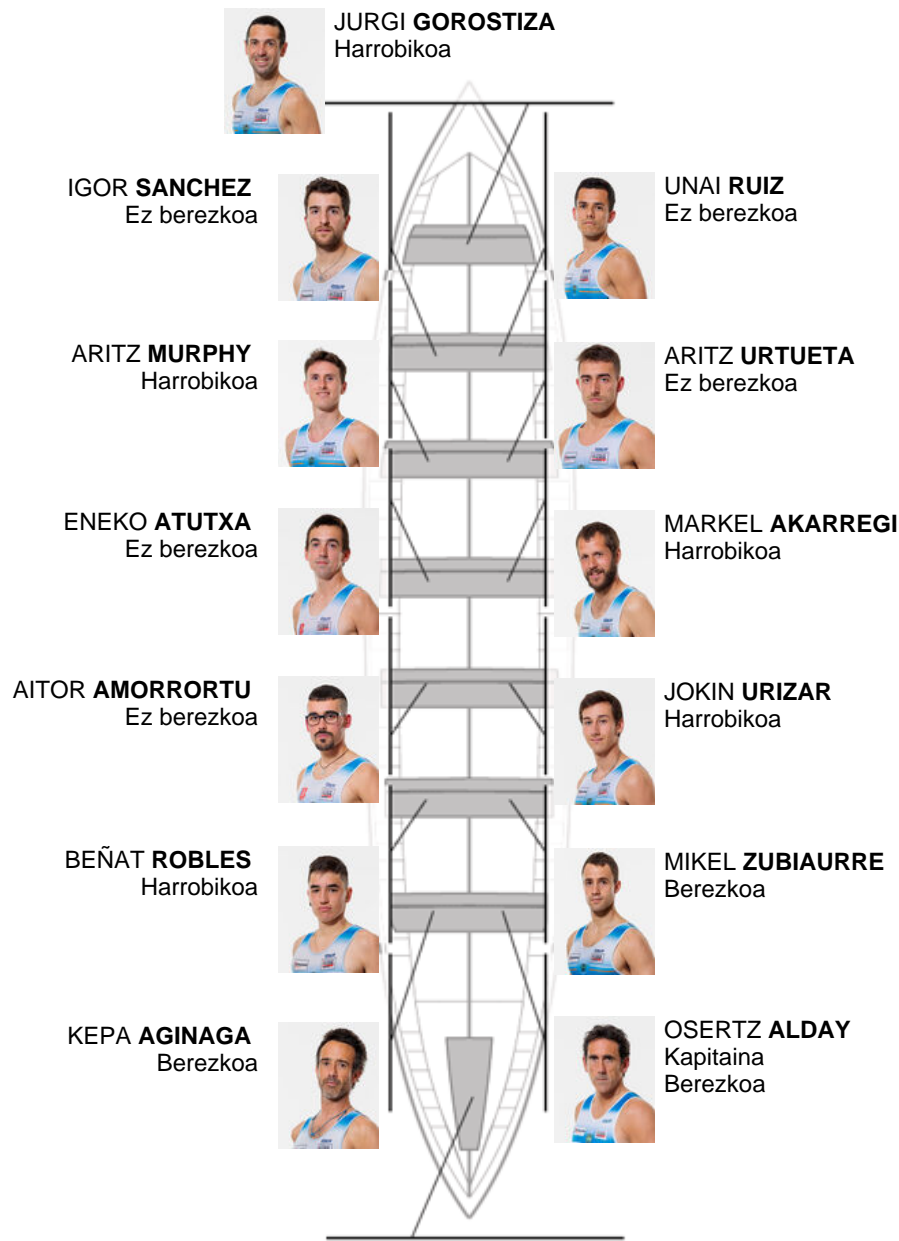 JURGI GOROSTIZA
Harrobikoa
IGOR SANCHEZ
Ez berezkoa
UNAI RUIZ
Ez berezkoa
ARITZ MURPHY
Harrobikoa
ARITZ URTUETA
Ez berezkoa
ENEKO ATUTXA
Ez berezkoa
MARKEL AKARREGI
Harrobikoa
AITOR AMORRORTU
Ez berezkoa
JOKIN URIZAR
Harrobikoa
BEÑAT ROBLES
Harrobikoa
MIKEL ZUBIAURRE
Berezkoa
KEPA AGINAGA
Berezkoa
OSERTZ ALDAY
Kapitaina
Berezkoa